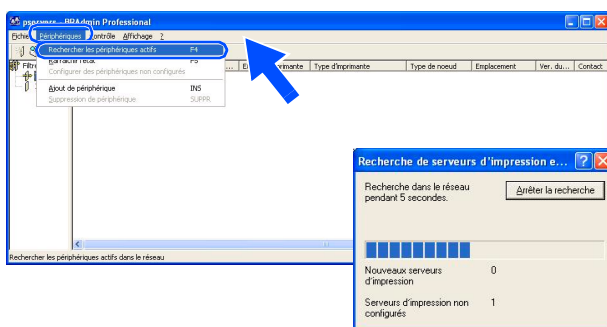 BRAdmin Professional
Périphériques Contrôle Affichage ?
Rechercher les périphériques actifs F4
Rafraîchir l'état F5
Configurer des périphériques non configurés
Ajout de périphérique INS
Suppression de périphérique SUPPR
Type d'imprimante Type de noeud Emplacement Ver. du... Contact
Rechercher les périphériques actifs dans le réseau
Recherche de serveurs d'impression e...
Recherche dans le réseau
pendant 5 secondes.
Arrêter la recherche
Nouveaux serveurs
d'impression
0
Serveurs d'impression non
configurés
1